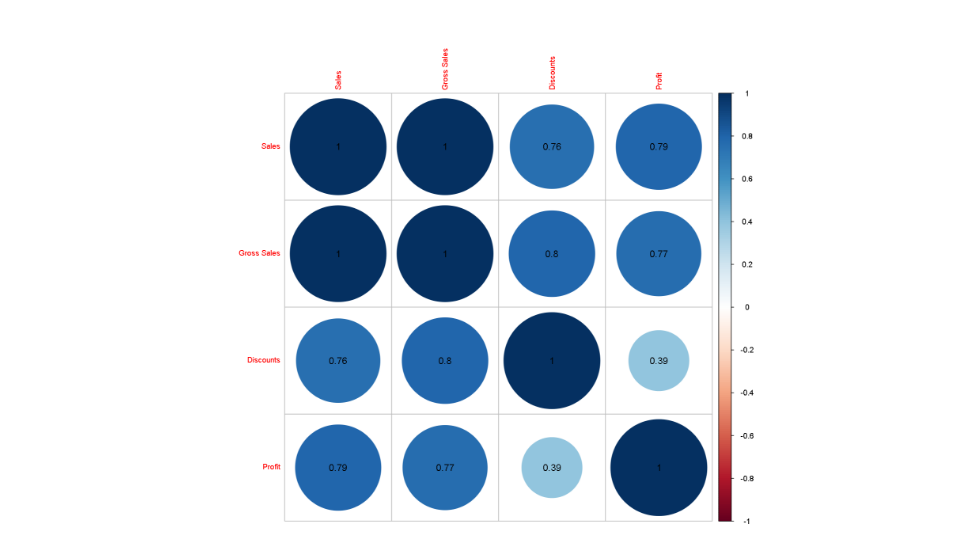 Sales Gross Sales Discounts Profit
1
Sales 1 1 0.76 0.79
0.8
0.6
Gross Sales 1 1 0.8 0.77
0.4
0.2
0
Discounts 0.76 0.8 1 0.39
-0.2
-0.4
-0.6
Profit 0.79 0.77 0.39 1
-0.8
-1